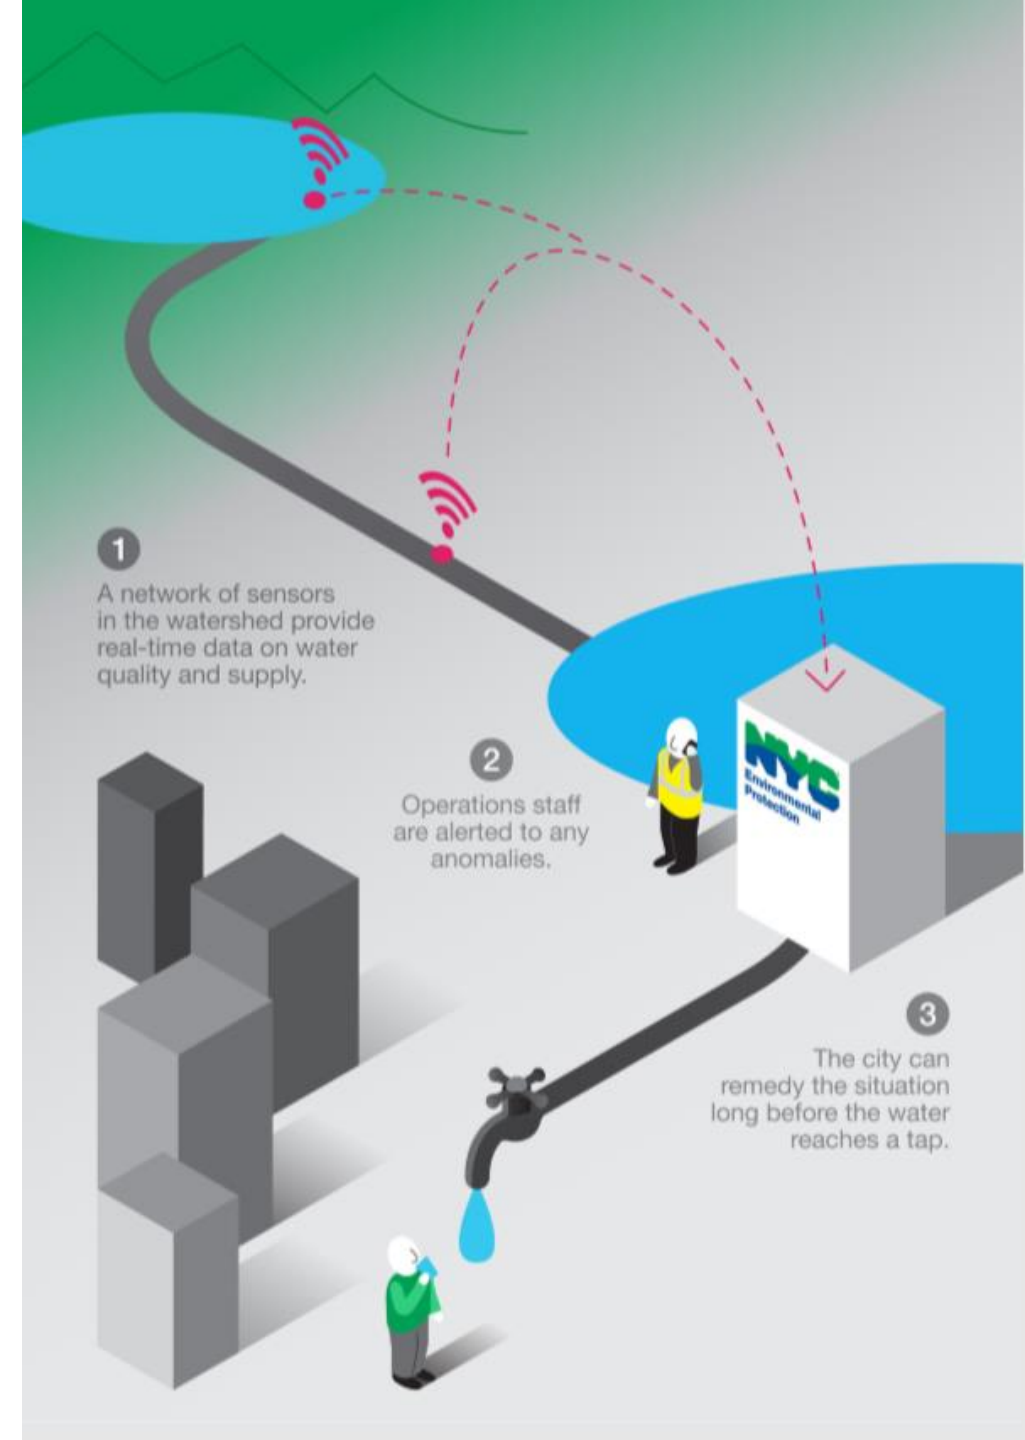 1
A network of sensors
in the watershed provide
real-time data on water
quality and supply.
2
Operations staff
are alerted to any
anomalies.
NYC
Environmental
Protection
3
The city can
remedy the situation
long before the water
reaches a tap.